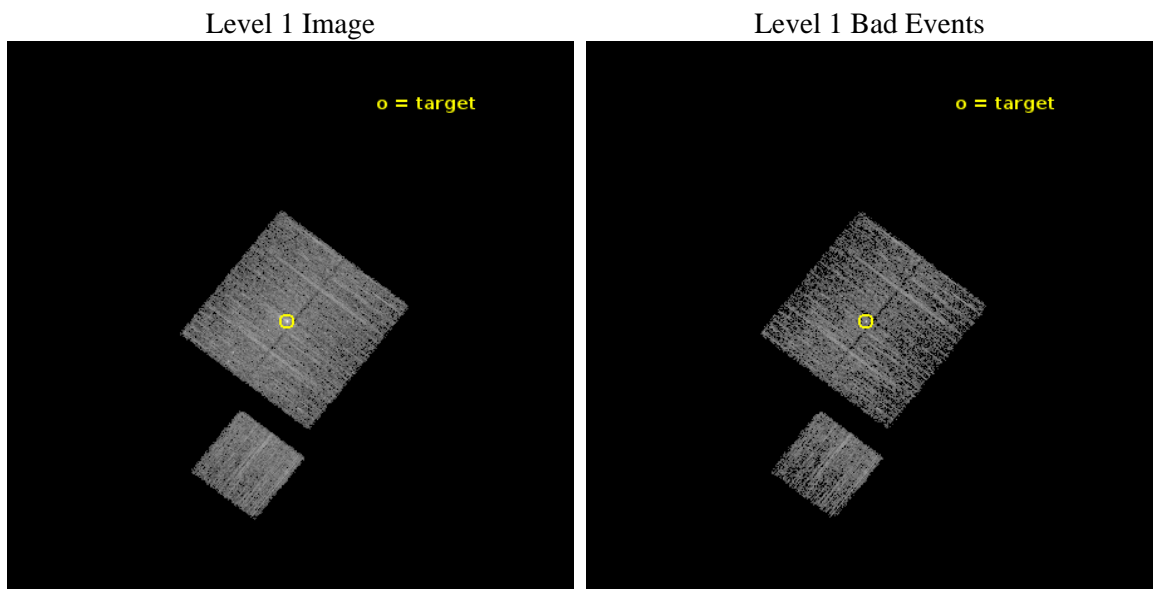 Level 1 Image
Level 1 Bad Events
o = target
o = target